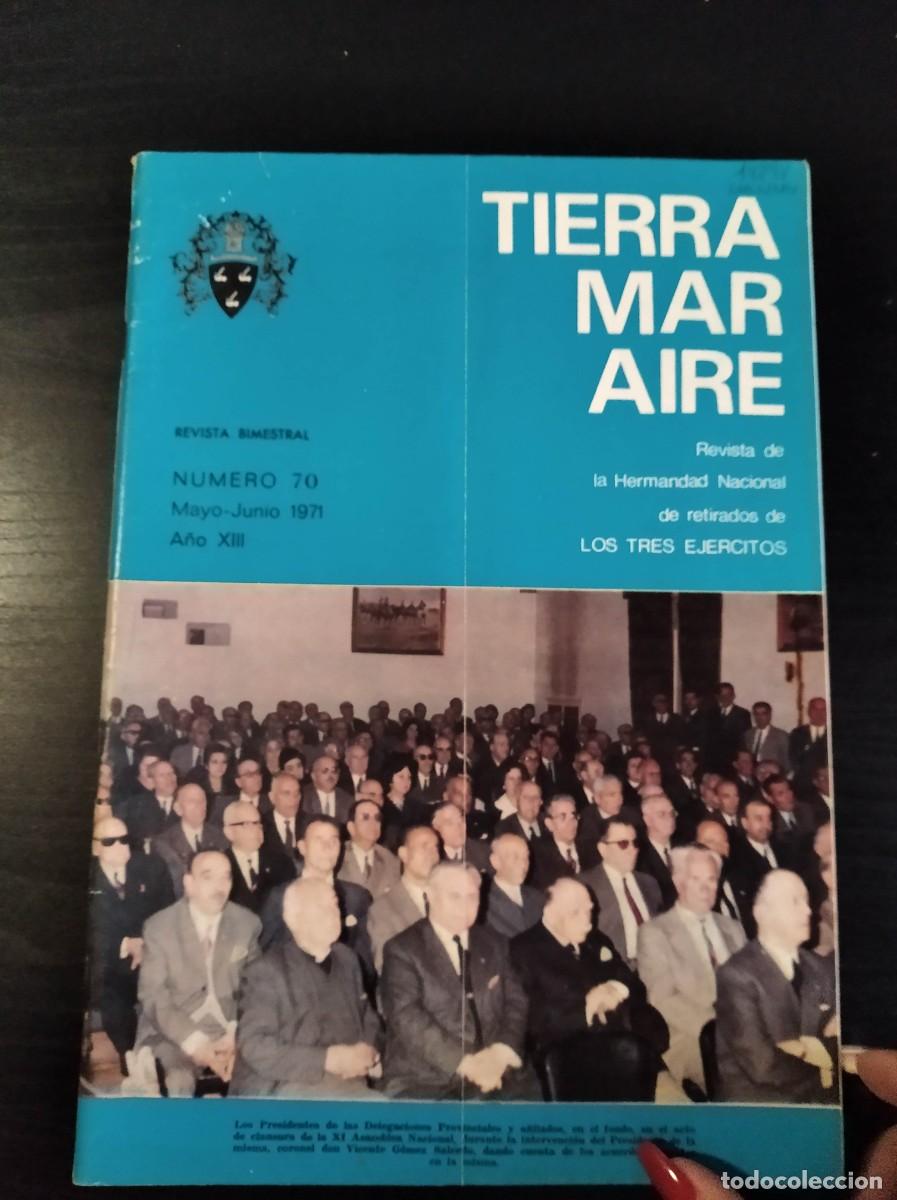 TIERRA
MAR
AIRE
REVISTA BIMESTRAL
NUMERO 70
Mayo-Junio 1971
Año XIII
Revista de
la Hermandad Nacional
de retirados de
LOS TRES EJERCITOS
Los Presidentes de las Delegaciones Provinciales y afiliados, en el fondo, en el acto
de clausura de la XI Asamblea Nacional, durante la intervención del Presidente de la
misma, coronel don Vicente Gómez Salcedo, dando cuenta de los
en la misma.
todocoleccion